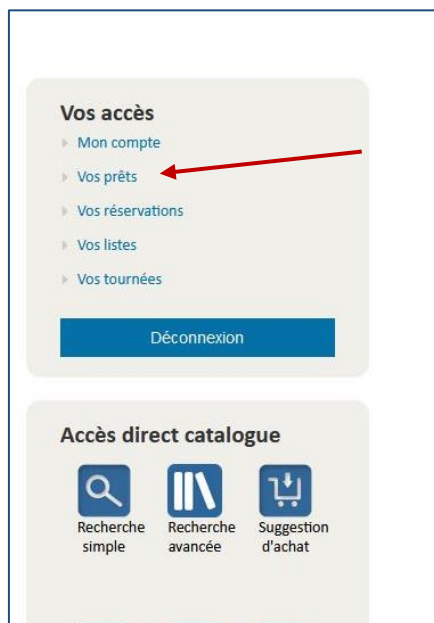 Vos accès
Mon compte
Vos prêts
Vos réservations
Vos listes
Vos tournées
Déconnexion
Accès direct catalogue
Recherche simple
Recherche avancée
Suggestion d'achat